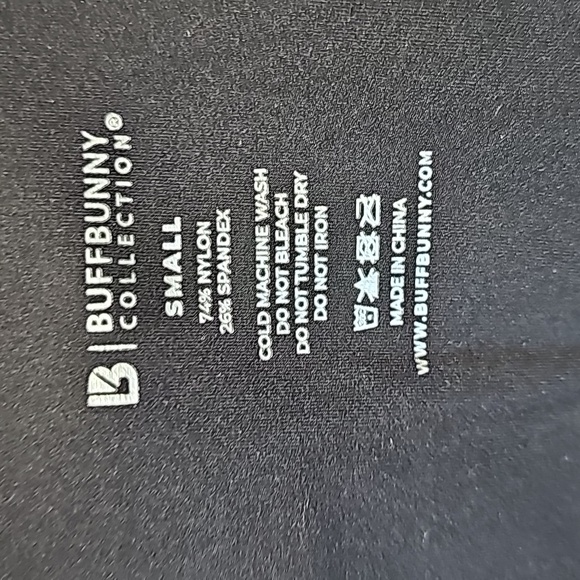 B | BUFFBUNNY
COLLECTION®
SMALL
74% NYLON
26% SPANDEX
COLD MACHINE WASH
DO NOT BLEACH
DO NOT TUMBLE DRY
DO NOT IRON
MADE IN CHINA
WWW.BUFFBUNNY.COM